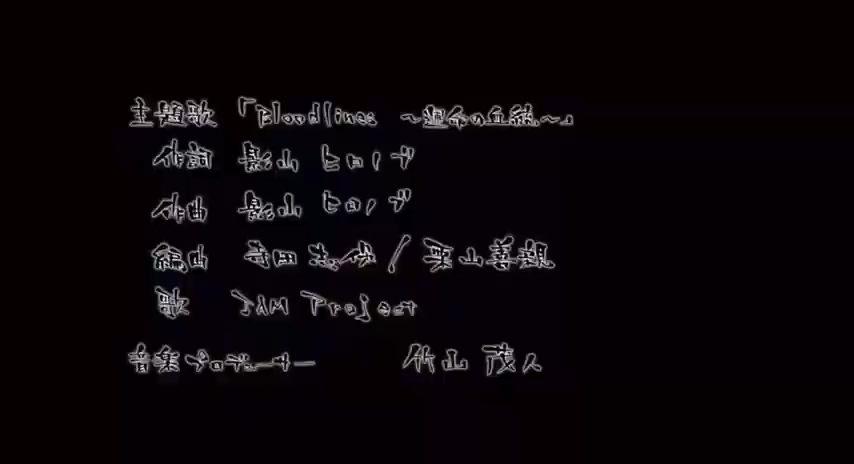 主題歌 「Bloodlines ～運命の血統～」
作詞 影山 ヒロノブ
作曲 影山 ヒロノブ
編曲 寺田 志保 / 栗山善親
歌 JAM Project
音楽プロデューサー 竹山 茂人